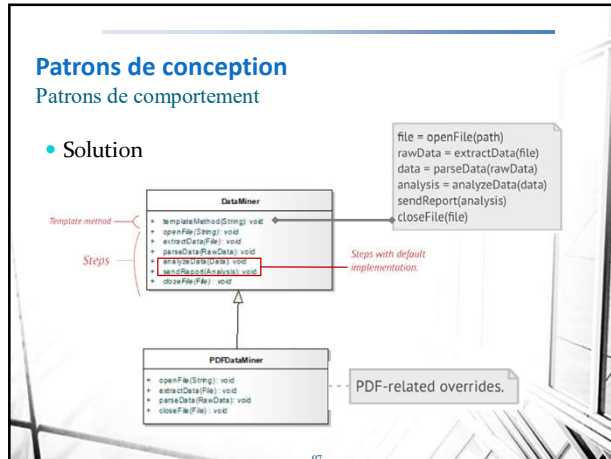 Patrons de conception
Patrons de comportement
• Solution
file = openFile(path)
rawData = extractData(file)
data = parseData(rawData)
analysis = analyzeData(data)
sendReport(analysis)
closeFile(file)
DataMiner
Template method
+ templateMethod(String): void
+ openFile(String) : void
+ extractData(File) : void
+ parseData(RawData): void
+ analyzeData(Data): void
+ sendReport(Analysis): void
+ closeFile(File) : void
Steps
Steps with default
implementation.
PDFDataMiner
+ openFile(String) : void
+ extractData(File) : void
+ parseData(RawData) : void
+ closeFile(File) : void
PDF-related overrides.
97